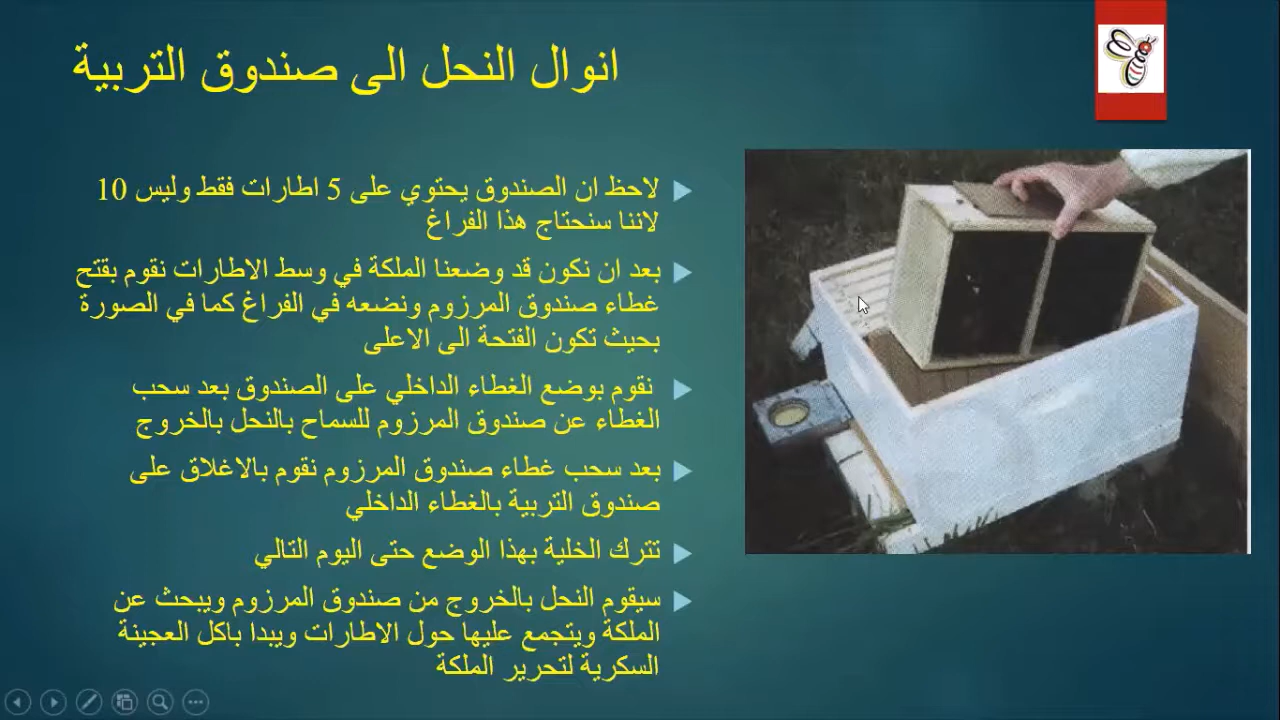 انوال النحل الى صندوق التربية
لاحظ ان الصندوق يحتوي على 5 اطارات فقط وليس 10
لاننا سنحتاج هذا الفراغ
بعد ان نكون قد وضعنا الملكة في وسط الاطارات نقوم بقتح
غطاء صندوق المرزوم ونضعه في الفراغ كما في الصورة
بحيث تكون الفتحة الى الاعلى
نقوم بوضع الغطاء الداخلي على الصندوق بعد سحب
الغطاء عن صندوق المرزوم للسماح بالنحل بالخروج
بعد سحب غطاء صندوق المرزوم نقوم بالاغلاق على
صندوق التربية بالغطاء الداخلي
تترك الخلية بهذا الوضع حتى اليوم التالي
سيقوم النحل بالخروج من صندوق المرزوم ويبحث عن
الملكة ويتجمع عليها حول الاطارات ويبدا باكل العجينة
السكرية لتحرير الملكة